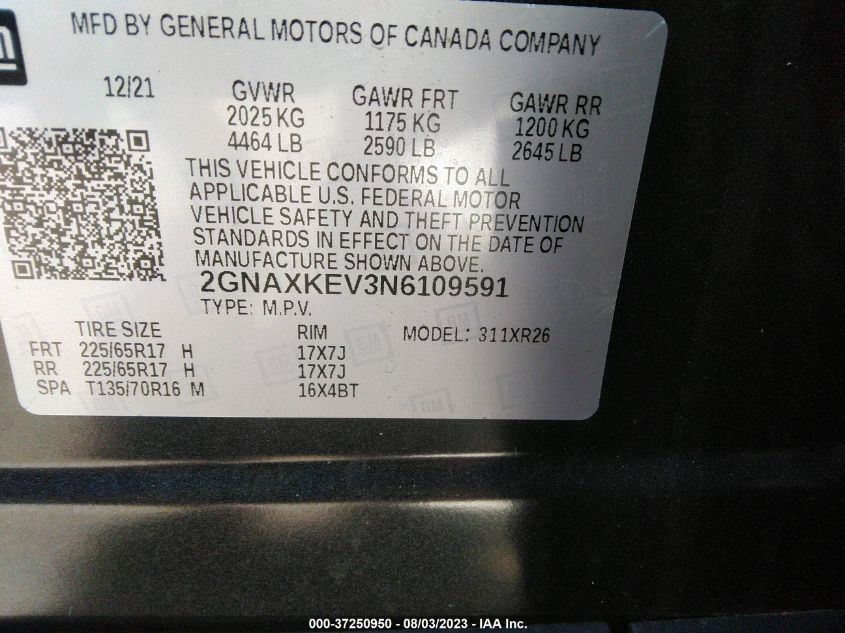 MFD BY GENERAL MOTORS OF CANADA COMPANY
12/21 GVWR GAWR FRT GAWR RR
2025 KG 1175 KG 1200 KG
4464 LB 2590 LB 2645 LB
THIS VEHICLE CONFORMS TO ALL
APPLICABLE U.S. FEDERAL MOTOR
VEHICLE SAFETY AND THEFT PREVENTION
STANDARDS IN EFFECT ON THE DATE OF
MANUFACTURE SHOWN ABOVE.
2GNAXKEV3N6109591
TYPE: M.P.V.
TIRE SIZE RIM MODEL: 311XR26
FRT 225/65R17 H 17X7J
RR 225/65R17 H 17X7J
SPA T135/70R16 M 16X4BT
000-37250950 - 08/03/2023 - IAA Inc.